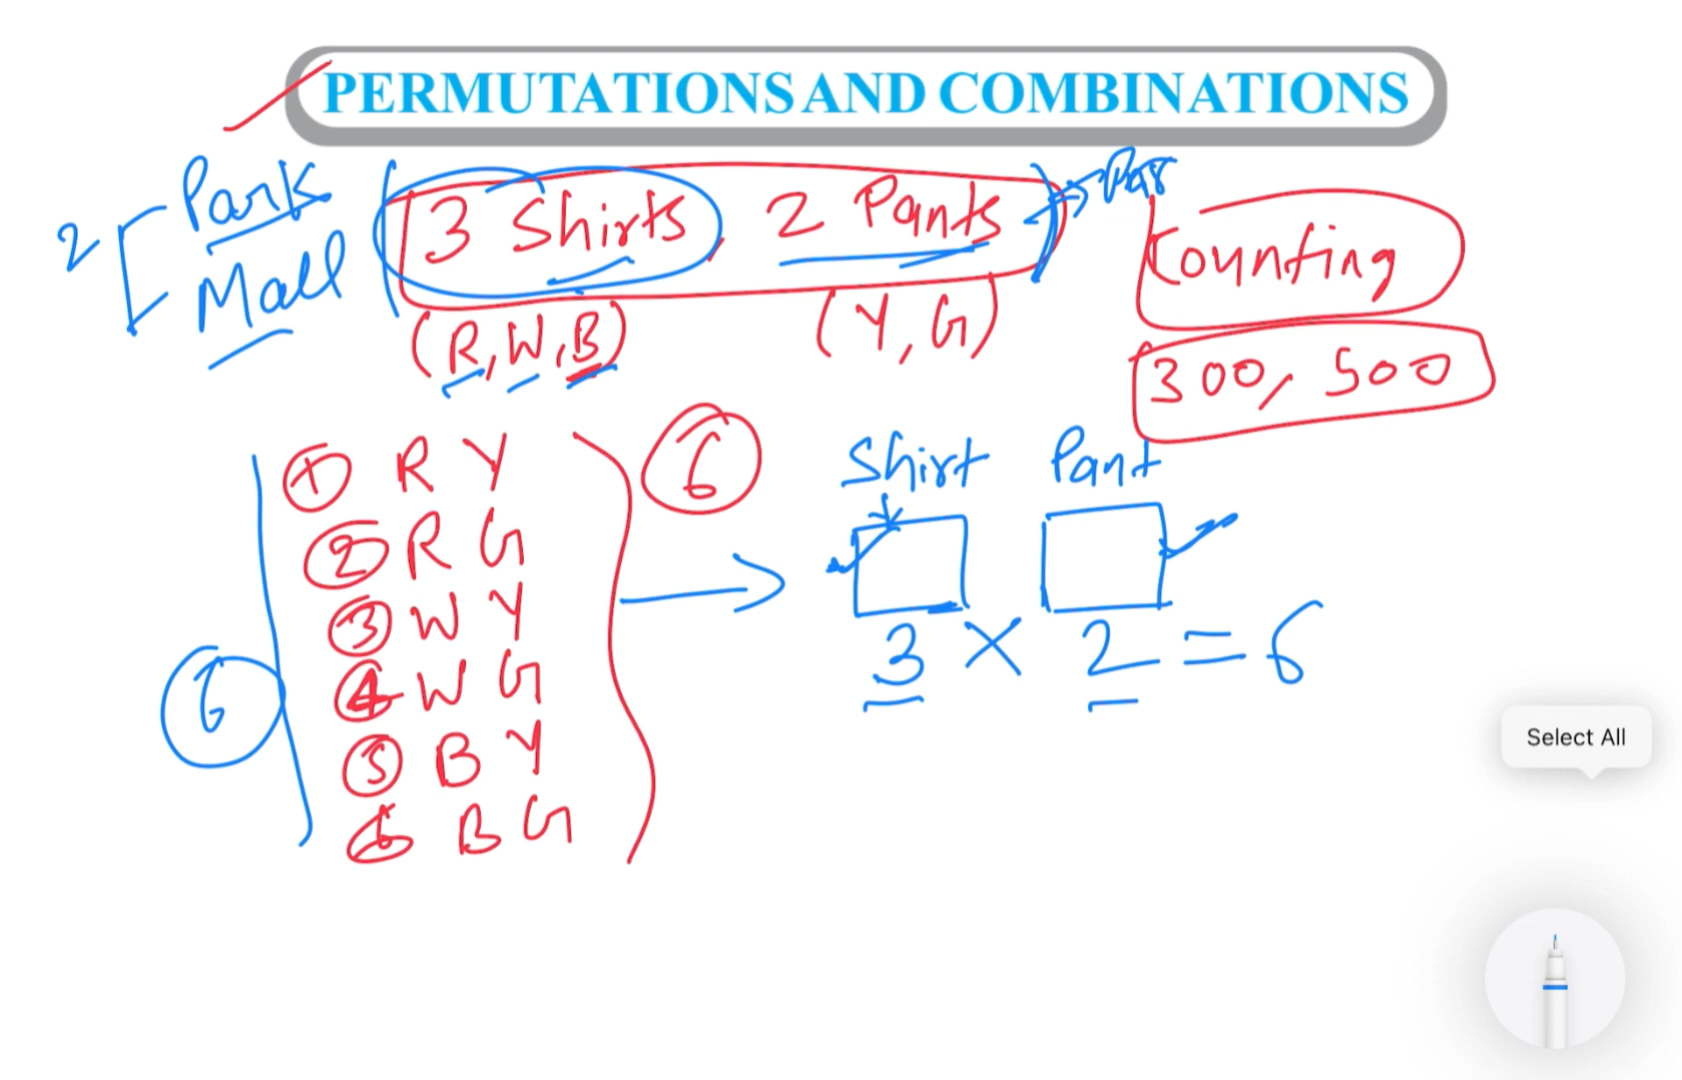 PERMUTATIONS AND COMBINATIONS
2 [ Park
Mall
3 Shirts, 2 Pants
(R, W, B) (Y, G)
Counting
300, 500
① R Y
② R G
③ W Y
④ W G
⑤ B Y
⑥ B G
6
6
Shirt Pant
3 × 2 = 6
Select All